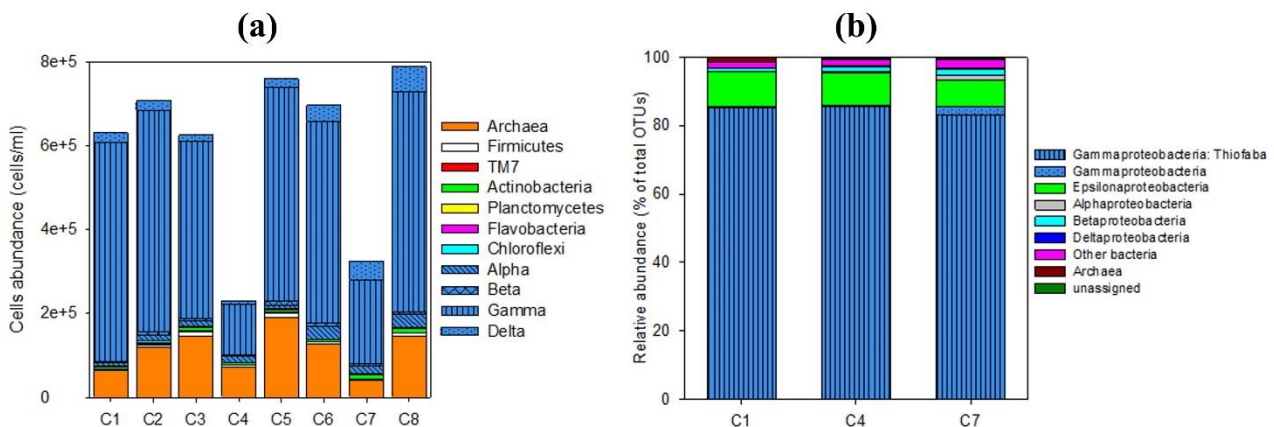 (a)
(b)
Cells abundance (cells/ml)
8e+5
6e+5
4e+5
2e+5
0
C1 C2 C3 C4 C5 C6 C7 C8
Archaea
Firmicutes
TM7
Actinobacteria
Planctomycetes
Flavobacteria
Chloroflexi
Alpha
Beta
Gamma
Delta
Relative abundance (% of total OTUs)
100
80
60
40
20
0
C1 C4 C7
Gammaproteobacteria: Thiofaba
Gammaproteobacteria
Epsilonaproteobacteria
Alphaproteobacteria
Betaproteobacteria
Deltaproteobacteria
Other bacteria
Archaea
unassigned